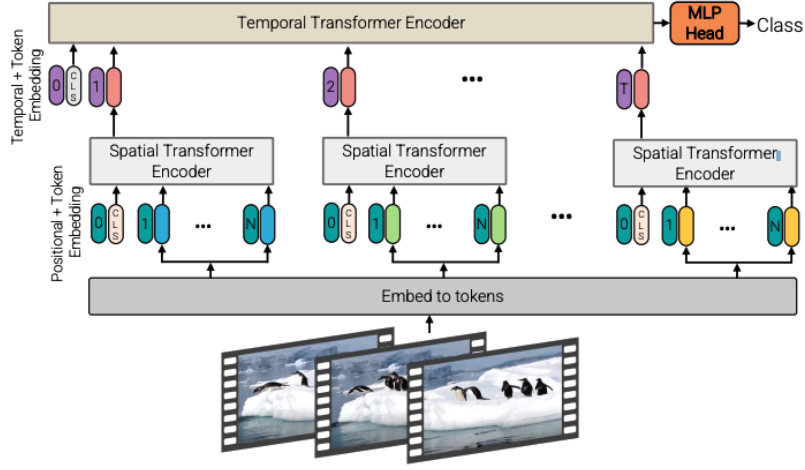 Temporal Transformer Encoder
MLP
Head
Class
Temporal + Token
Embedding
0 CLS 1 2 ... T
Spatial Transformer
Encoder
Spatial Transformer
Encoder
Spatial Transformer
Encoder
Positional + Token
Embedding
0 CLS 1 ... N 0 CLS 1 ... N ... 0 CLS 1 ... N
Embed to tokens